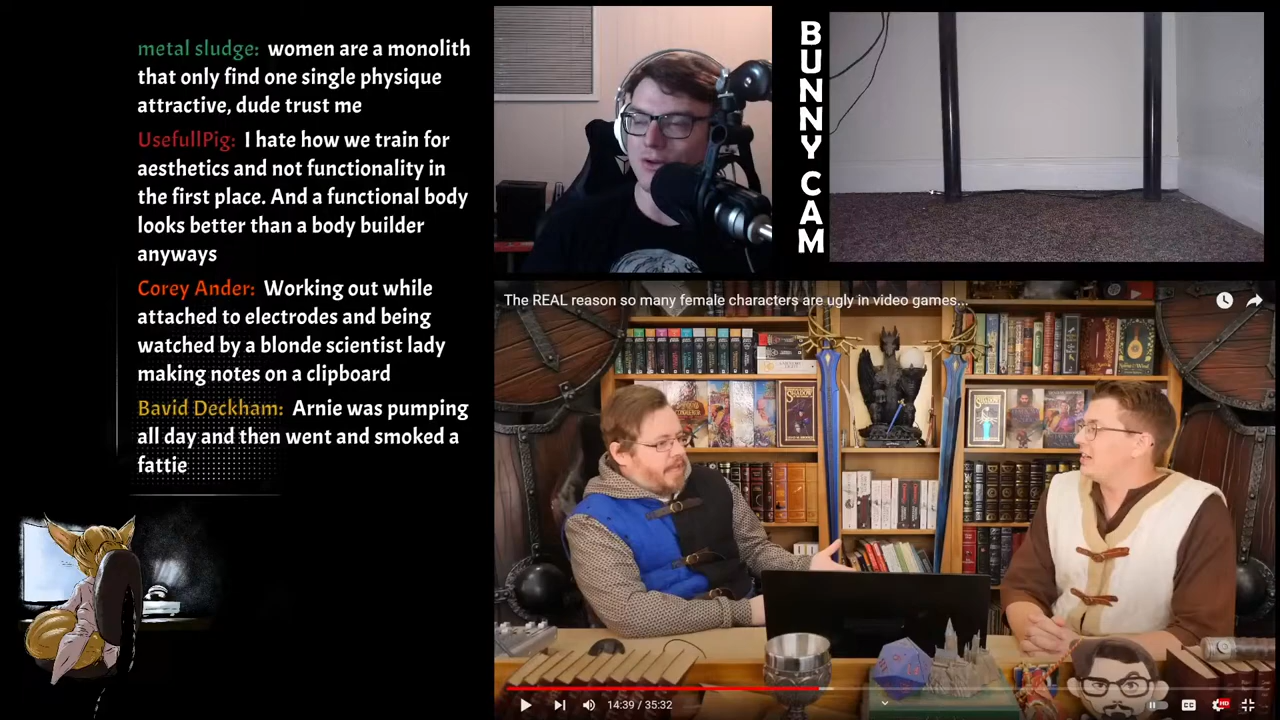 metal sludge: women are a monolith
that only find one single physique
attractive, dude trust me
UsefullPig: I hate how we train for
aesthetics and not functionality in
the first place. And a functional body
looks better than a body builder
anyways
Corey Ander: Working out while
attached to electrodes and being
watched by a blonde scientist lady
making notes on a clipboard
Bavid Deckham: Arnie was pumping
all day and then went and smoked a
fattie
BUNNY CAM
The REAL reason so many female characters are ugly in video games...
SHADOW
SHADOW
14:39 / 35:32
CC
HD